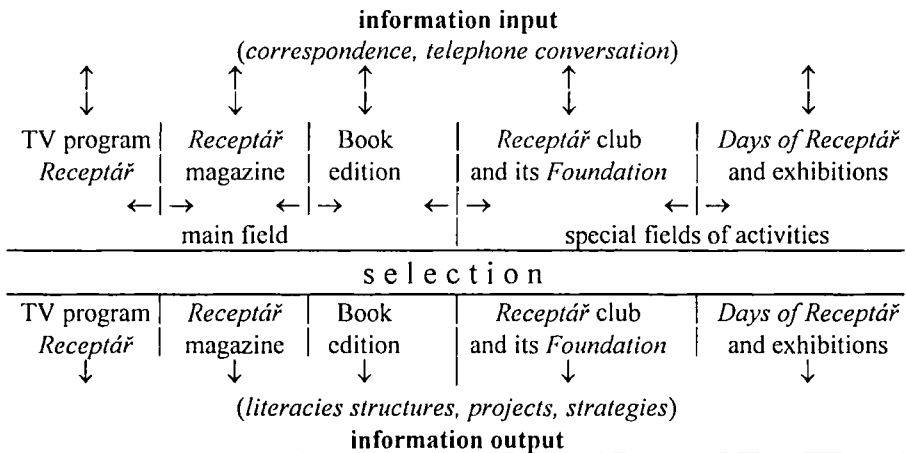 information input
(correspondence, telephone conversation)
TV program Receptář Book Receptář club Days of Receptář
Receptář magazine edition and its Foundation and exhibitions
main field special fields of activities
selection
TV program Receptář Book Receptář club Days of Receptář
Receptář magazine edition and its Foundation and exhibitions
(literacies structures, projects, strategies)
information output